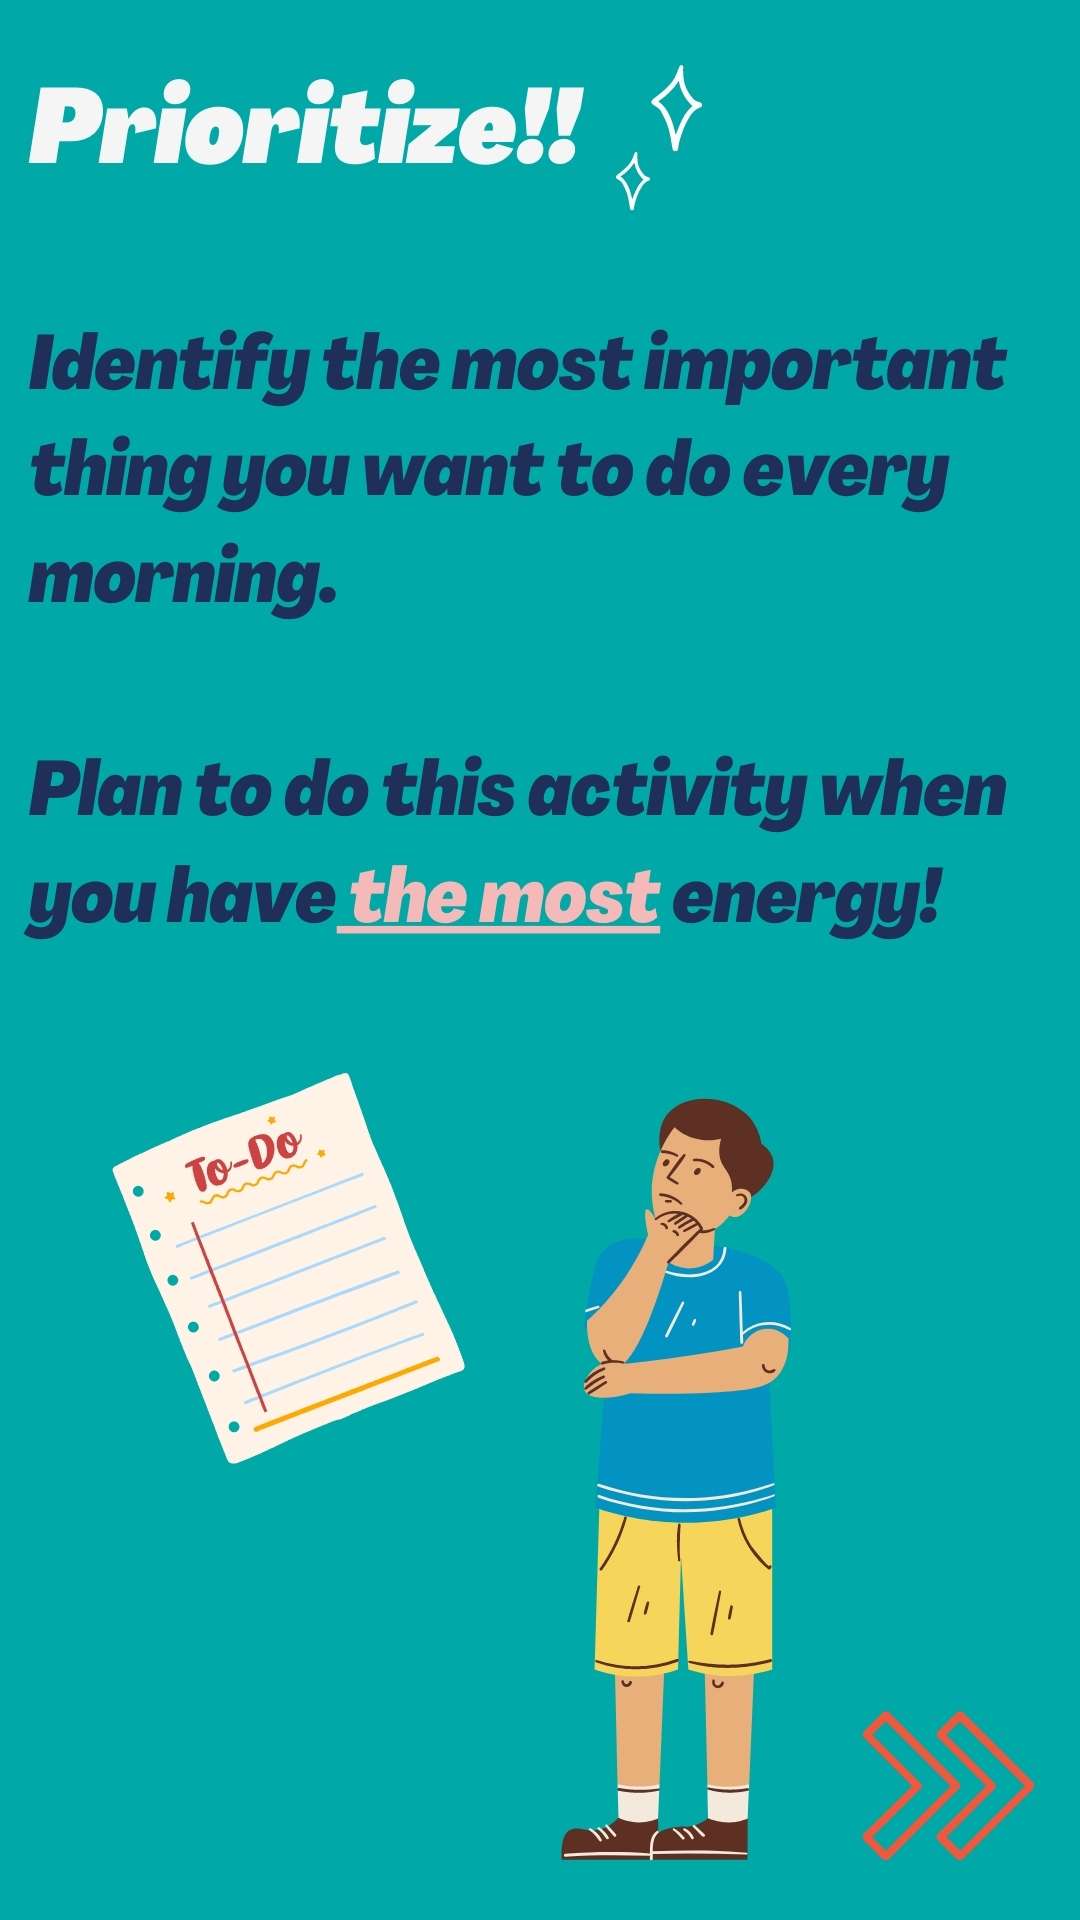 Prioritize!!
Identify the most important
thing you want to do every
morning.
Plan to do this activity when
you have the most energy!
To-Do